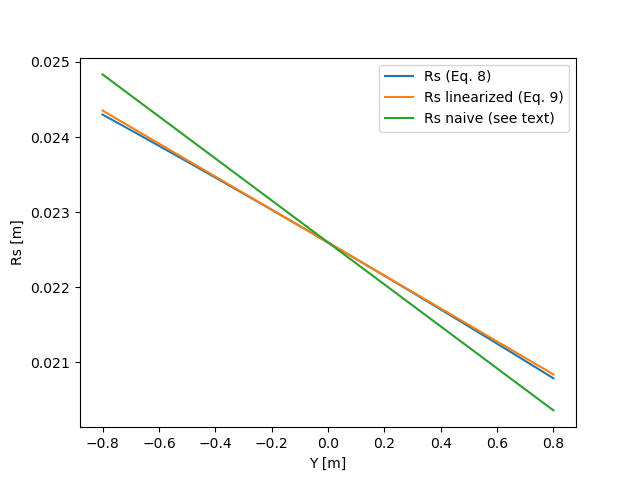 Rs (Eq. 8)
Rs linearized (Eq. 9)
Rs naive (see text)
0.025
0.024
0.023
0.022
0.021
Rs [m]
−0.8 −0.6 −0.4 −0.2 0.0 0.2 0.4 0.6 0.8
Y [m]